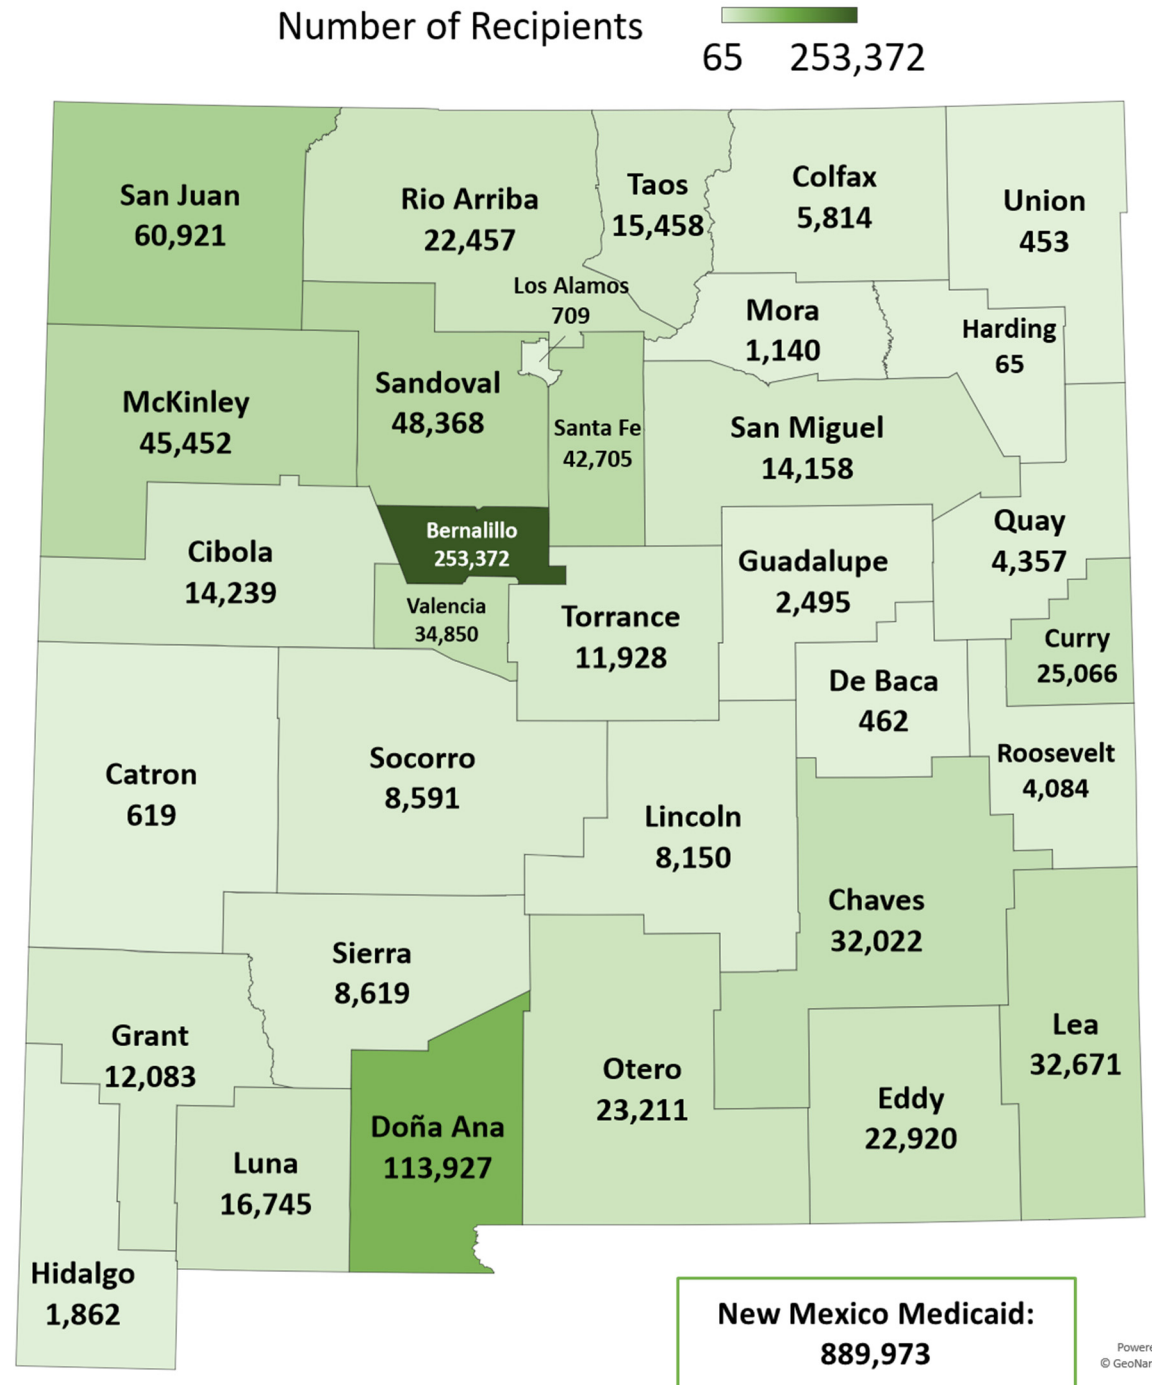 Number of Recipients
65 253,372
San Juan
60,921
Rio Arriba
22,457
Taos
15,458
Colfax
5,814
Union
453
Los Alamos
709
Mora
1,140
Harding
65
McKinley
45,452
Sandoval
48,368
Santa Fe
42,705
San Miguel
14,158
Bernalillo
253,372
Cibola
14,239
Quay
4,357
Guadalupe
2,495
Valencia
34,850
Torrance
11,928
Curry
25,066
De Baca
462
Roosevelt
4,084
Catron
619
Socorro
8,591
Lincoln
8,150
Chaves
32,022
Sierra
8,619
Grant
12,083
Lea
32,671
Otero
23,211
Eddy
22,920
Doña Ana
113,927
Luna
16,745
Hidalgo
1,862
New Mexico Medicaid:
889,973
Powere
© GeoNar